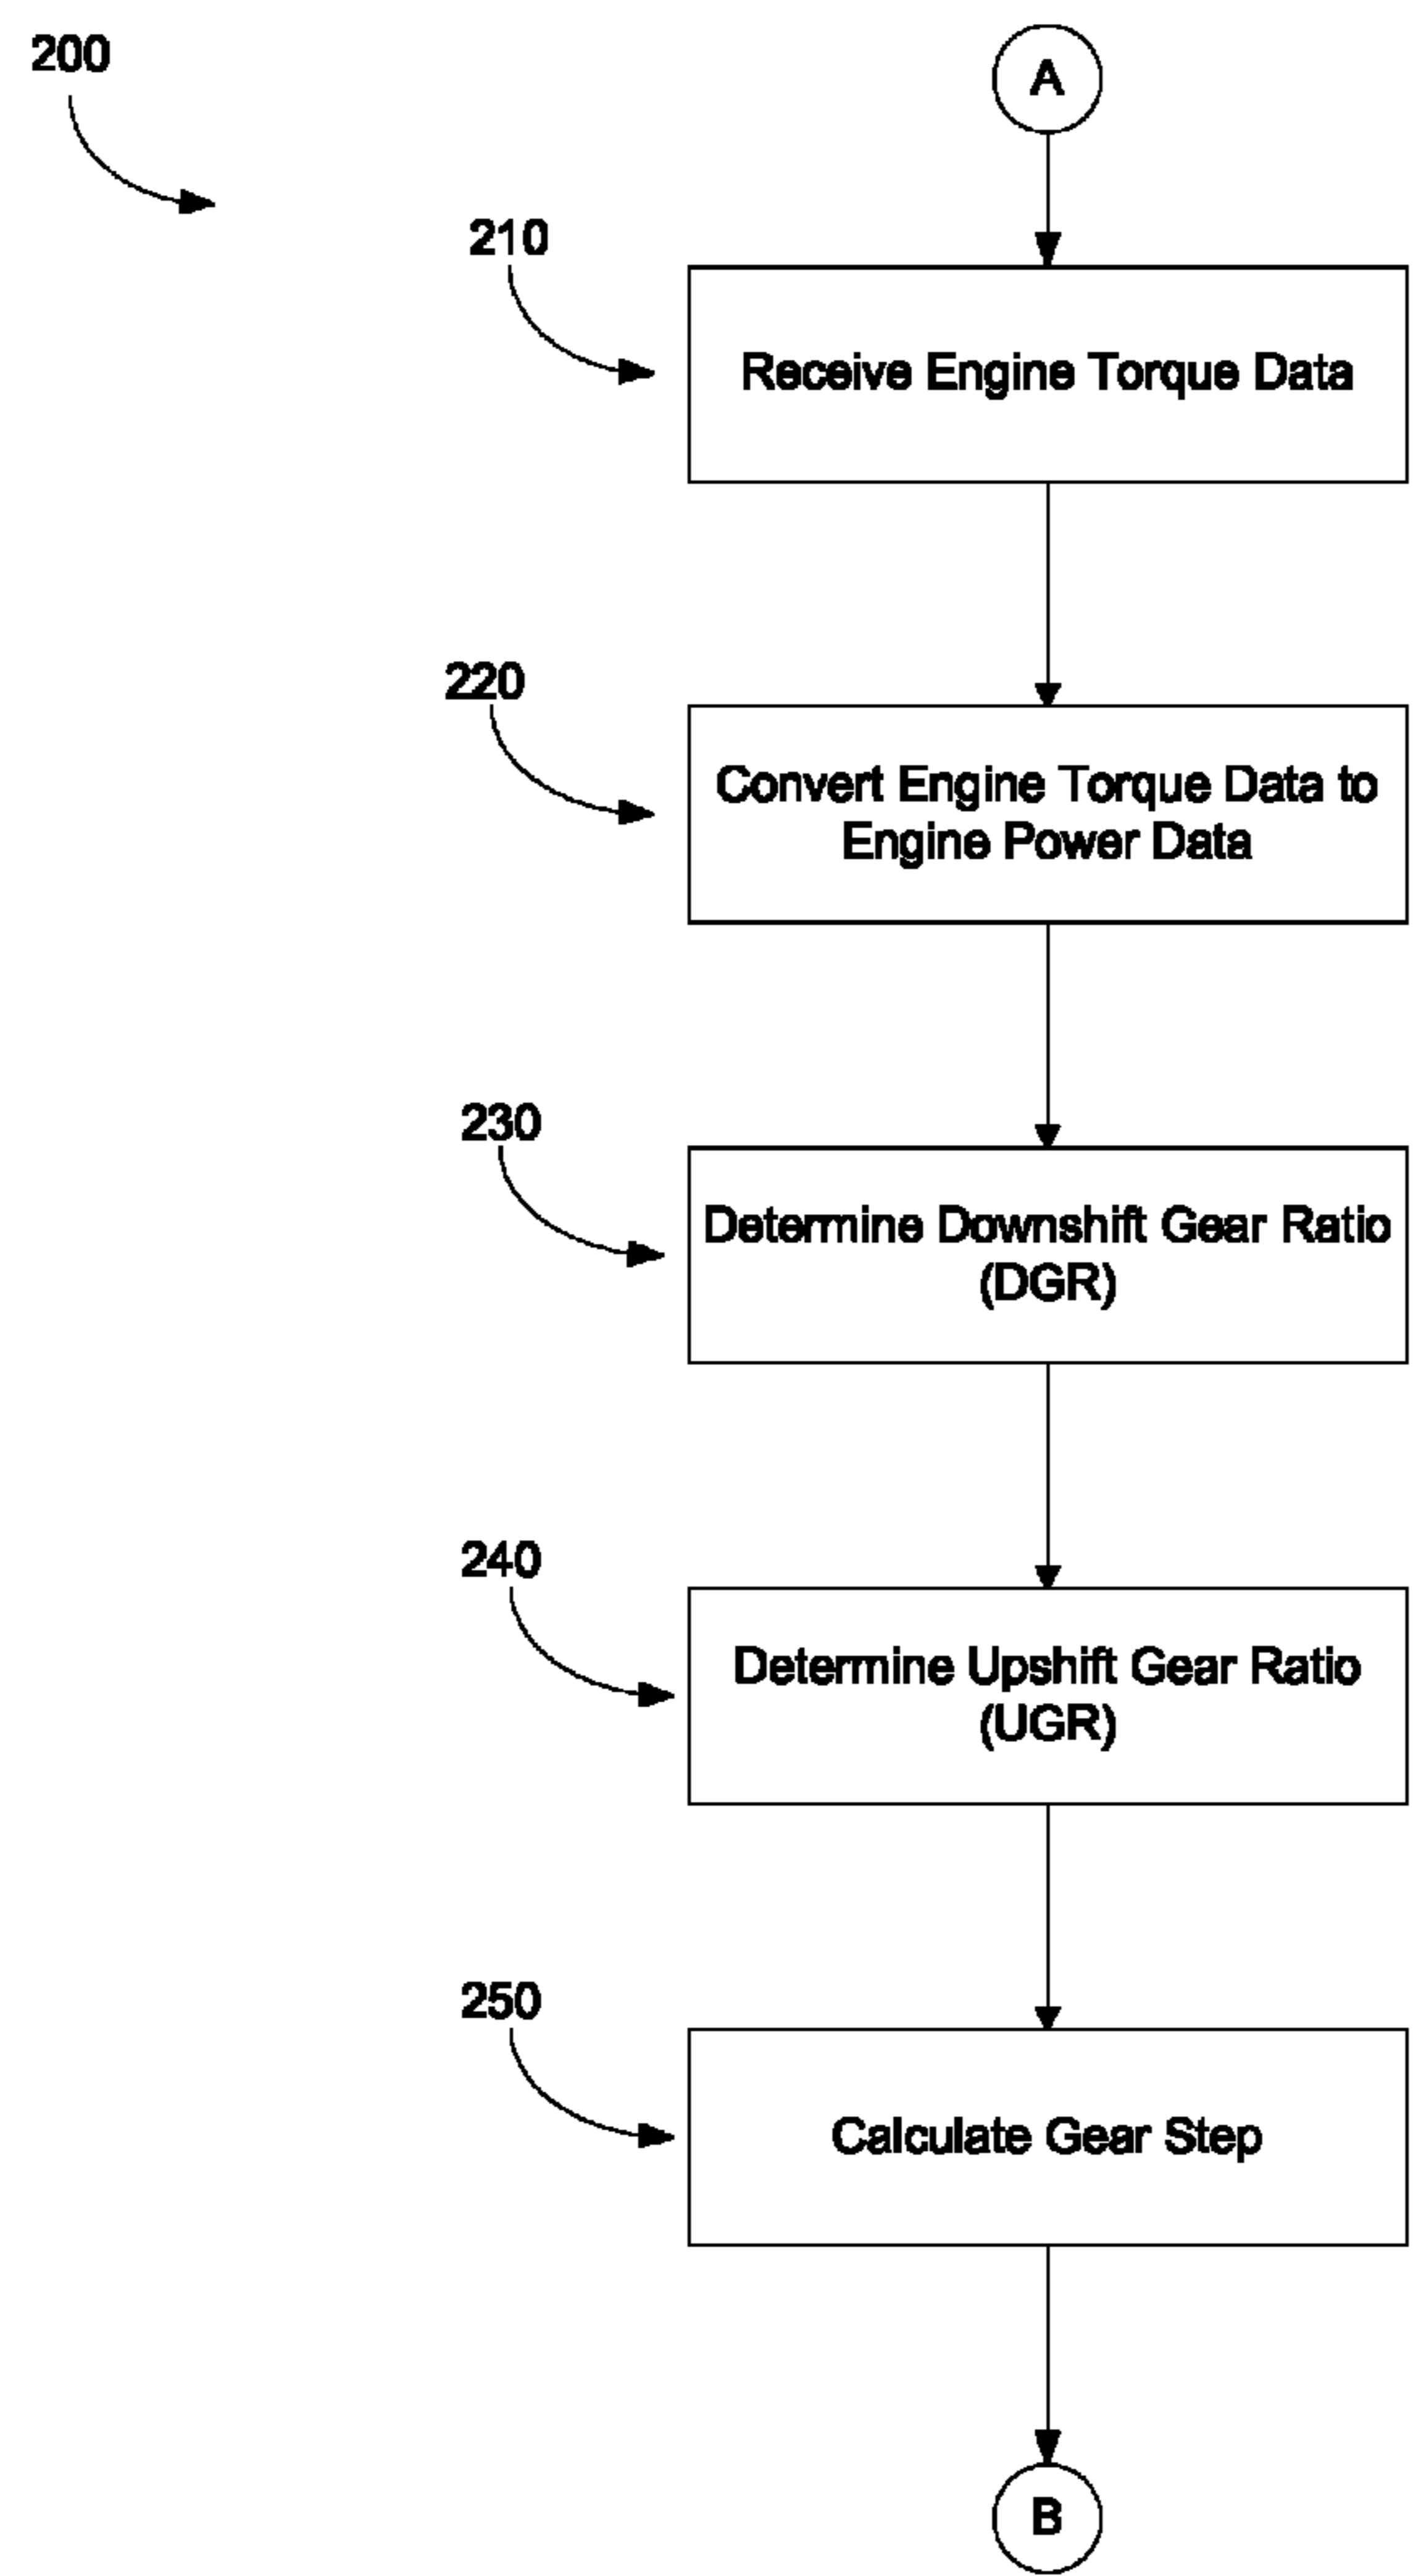 200
A
210
Receive Engine Torque Data
220
Convert Engine Torque Data to
Engine Power Data
230
Determine Downshift Gear Ratio
(DGR)
240
Determine Upshift Gear Ratio
(UGR)
250
Calculate Gear Step
B